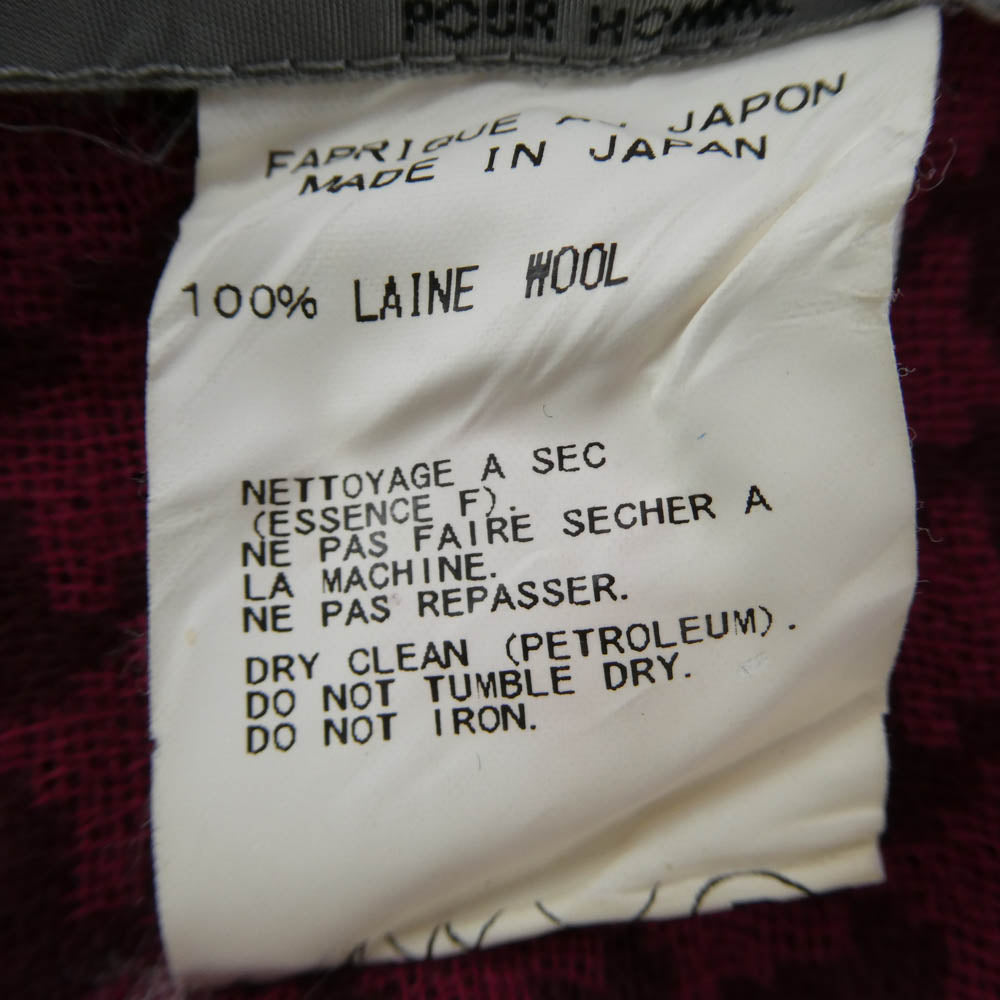 POUR HOMME
FABRIQUE AU JAPON
MADE IN JAPAN
100% LAINE WOOL
NETTOYAGE A SEC
(ESSENCE F).
NE PAS FAIRE SECHER A
LA MACHINE.
NE PAS REPASSER.
DRY CLEAN (PETROLEUM).
DO NOT TUMBLE DRY.
DO NOT IRON.